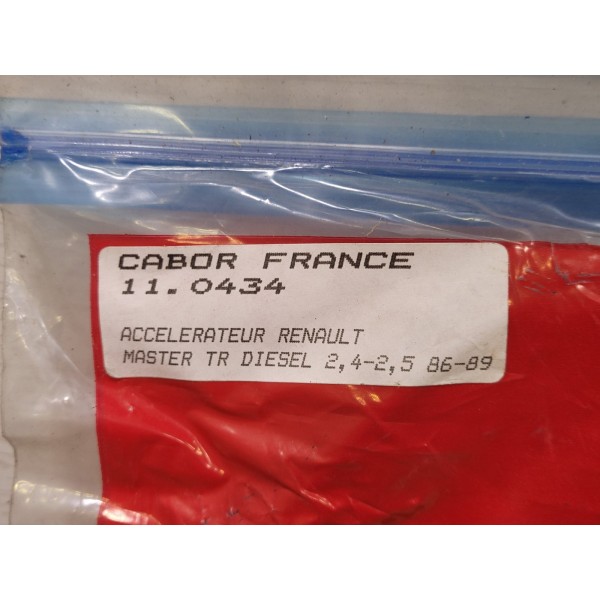 CABOR FRANCE
11.0434
ACCELERATEUR RENAULT
MASTER TR DIESEL 2,4-2,5 86-89